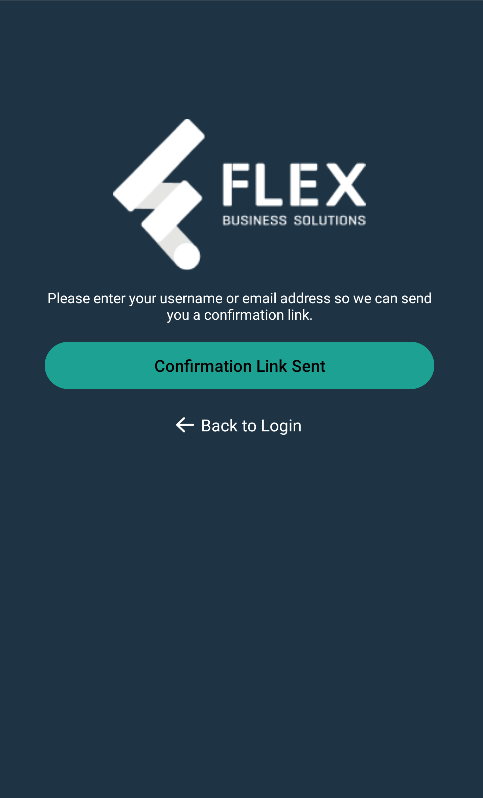 FLEX
BUSINESS SOLUTIONS
Please enter your username or email address so we can send
you a confirmation link.
Confirmation Link Sent
Back to Login